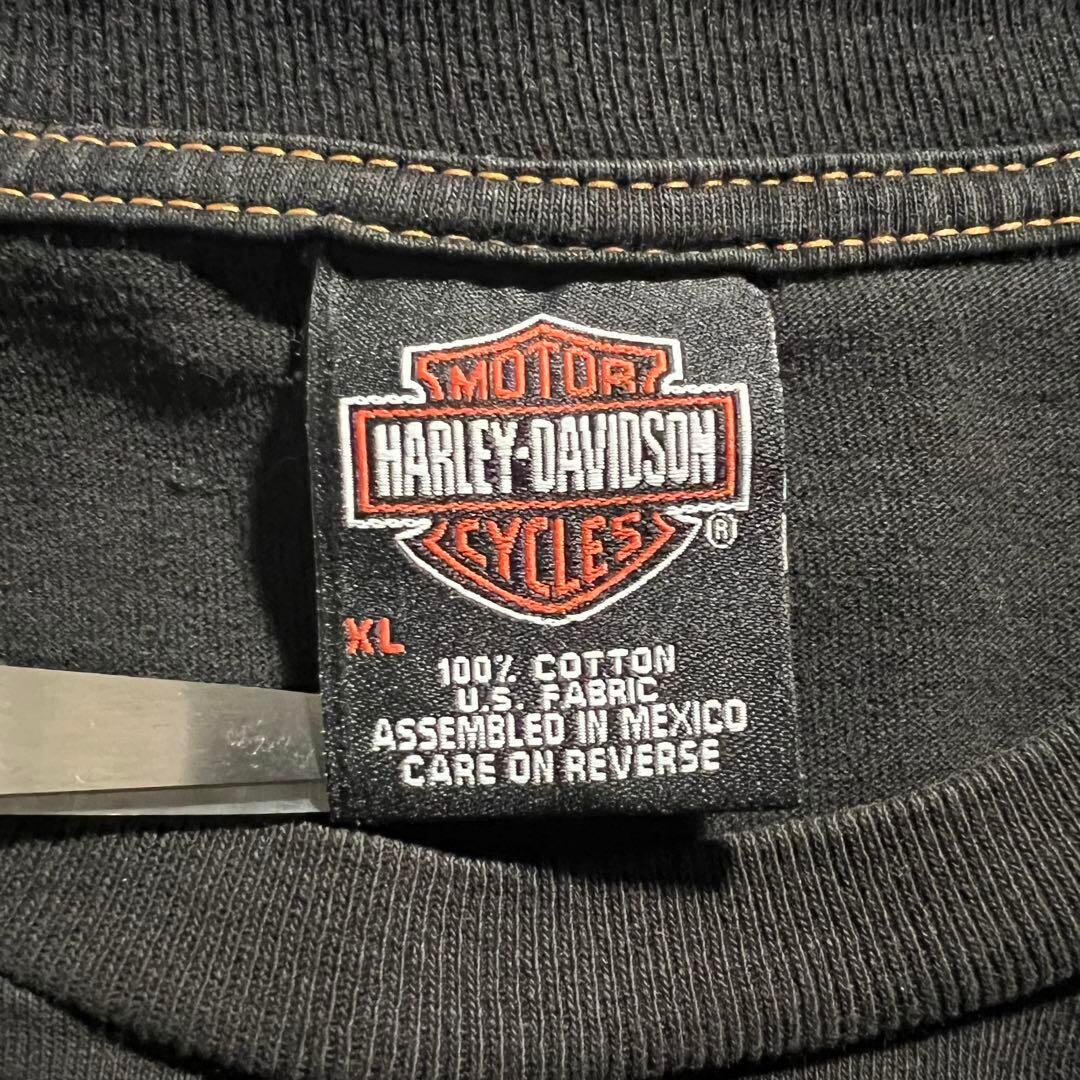 MOTOR
HARLEY-DAVIDSON
CYCLES
®
XL
100% COTTON
U.S. FABRIC
ASSEMBLED IN MEXICO
CARE ON REVERSE